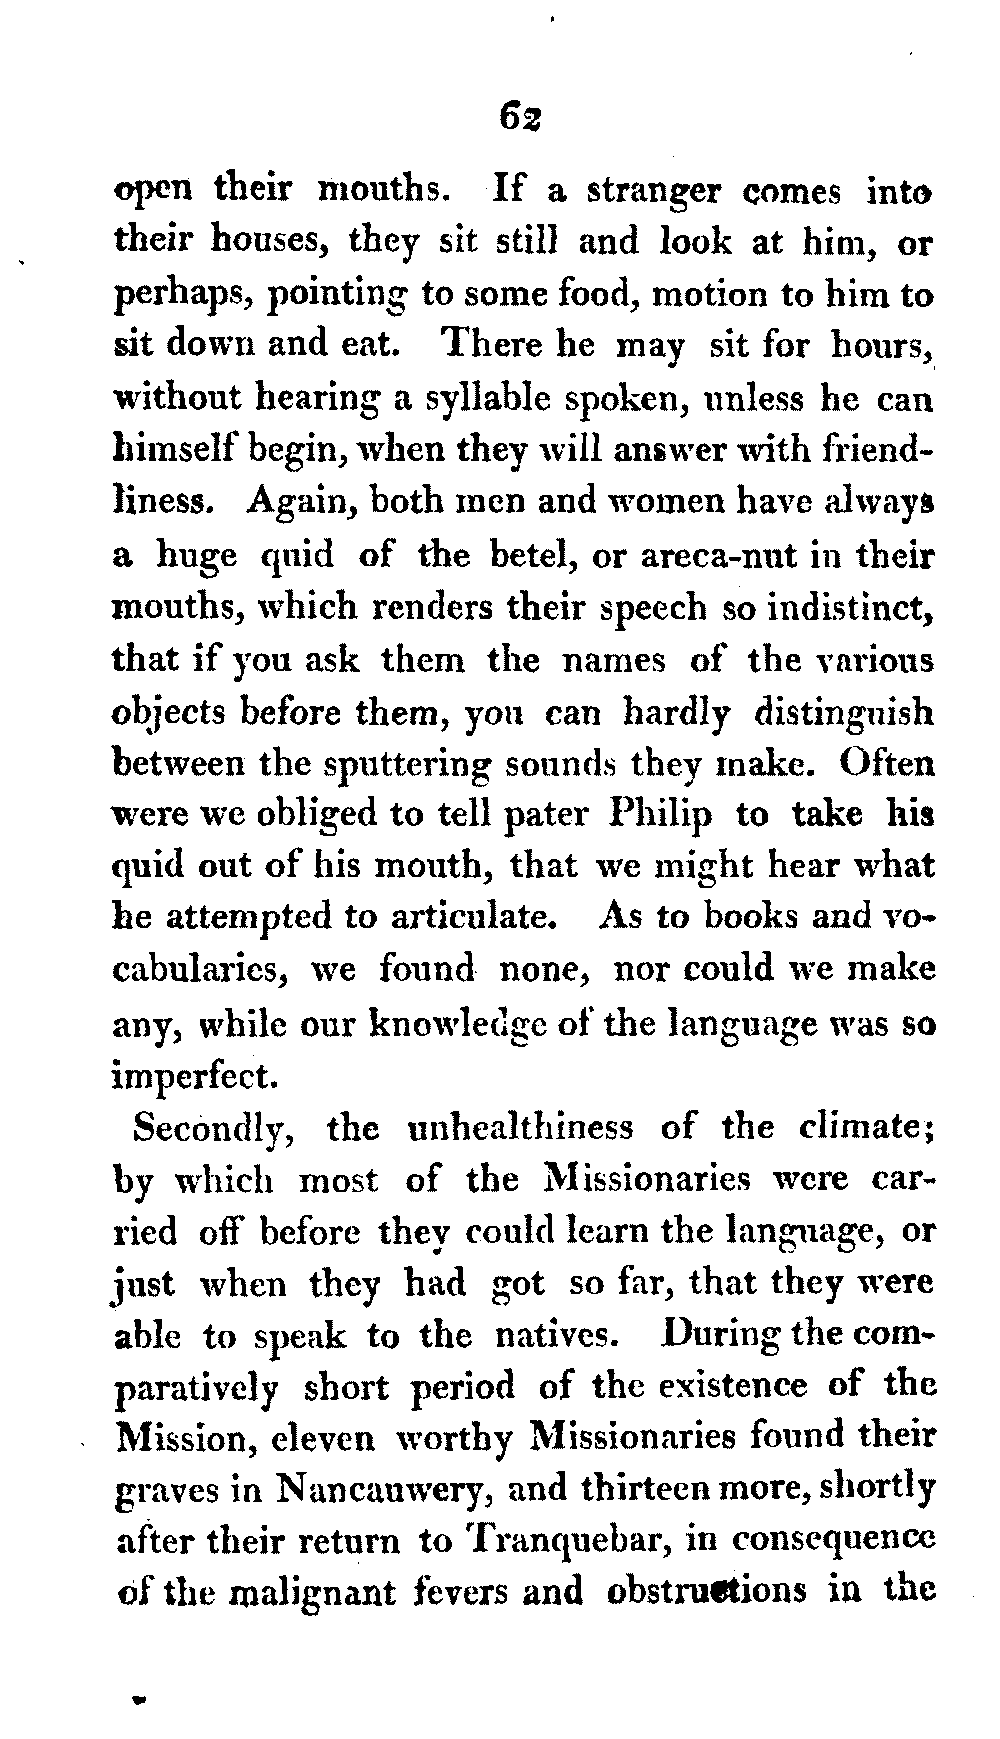 62
open their mouths. If a stranger comes into
their houses, they sit still and look at him, or
perhaps, pointing to some food, motion to him to
sit down and eat. There he may sit for hours,
without hearing a syllable spoken, unless he can
himself begin, when they will answer with friend-
liness. Again, both men and women have always
a huge quid of the betel, or areca-nut in their
mouths, which renders their speech so indistinct,
that if you ask them the names of the various
objects before them, you can hardly distinguish
between the sputtering sounds they make. Often
were we obliged to tell pater Philip to take his
quid out of his mouth, that we might hear what
he attempted to articulate. As to books and vo-
cabularies, we found none, nor could we make
any, while our knowledge of the language was so
imperfect.
Secondly, the unhealthiness of the climate;
by which most of the Missionaries were car-
ried off before they could learn the language, or
just when they had got so far, that they were
able to speak to the natives. During the com-
paratively short period of the existence of the
Mission, eleven worthy Missionaries found their
graves in Nancauwery, and thirteen more, shortly
after their return to Tranquebar, in consequence
of the malignant fevers and obstructions in the